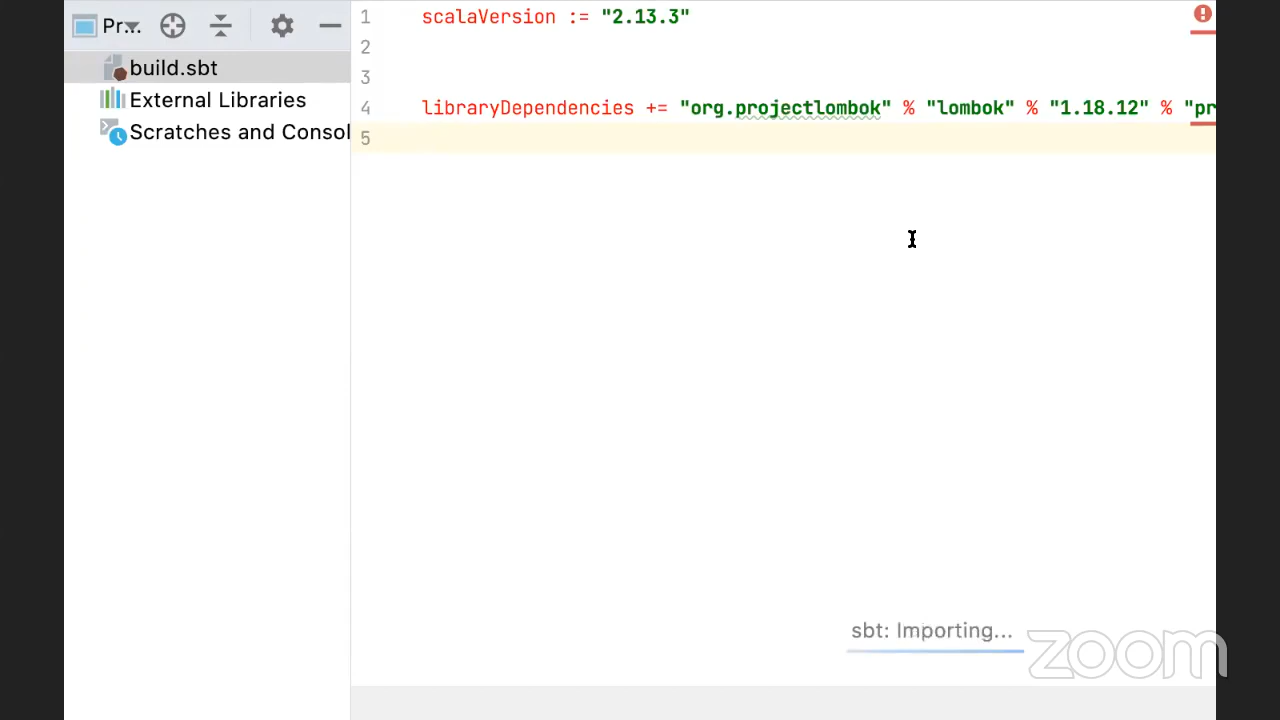 Pr...
build.sbt
External Libraries
Scratches and Consol
1 scalaVersion := "2.13.3"
2
3
4 libraryDependencies += "org.projectlombok" % "lombok" % "1.18.12" % "pr
5
sbt: Importing...
zoom